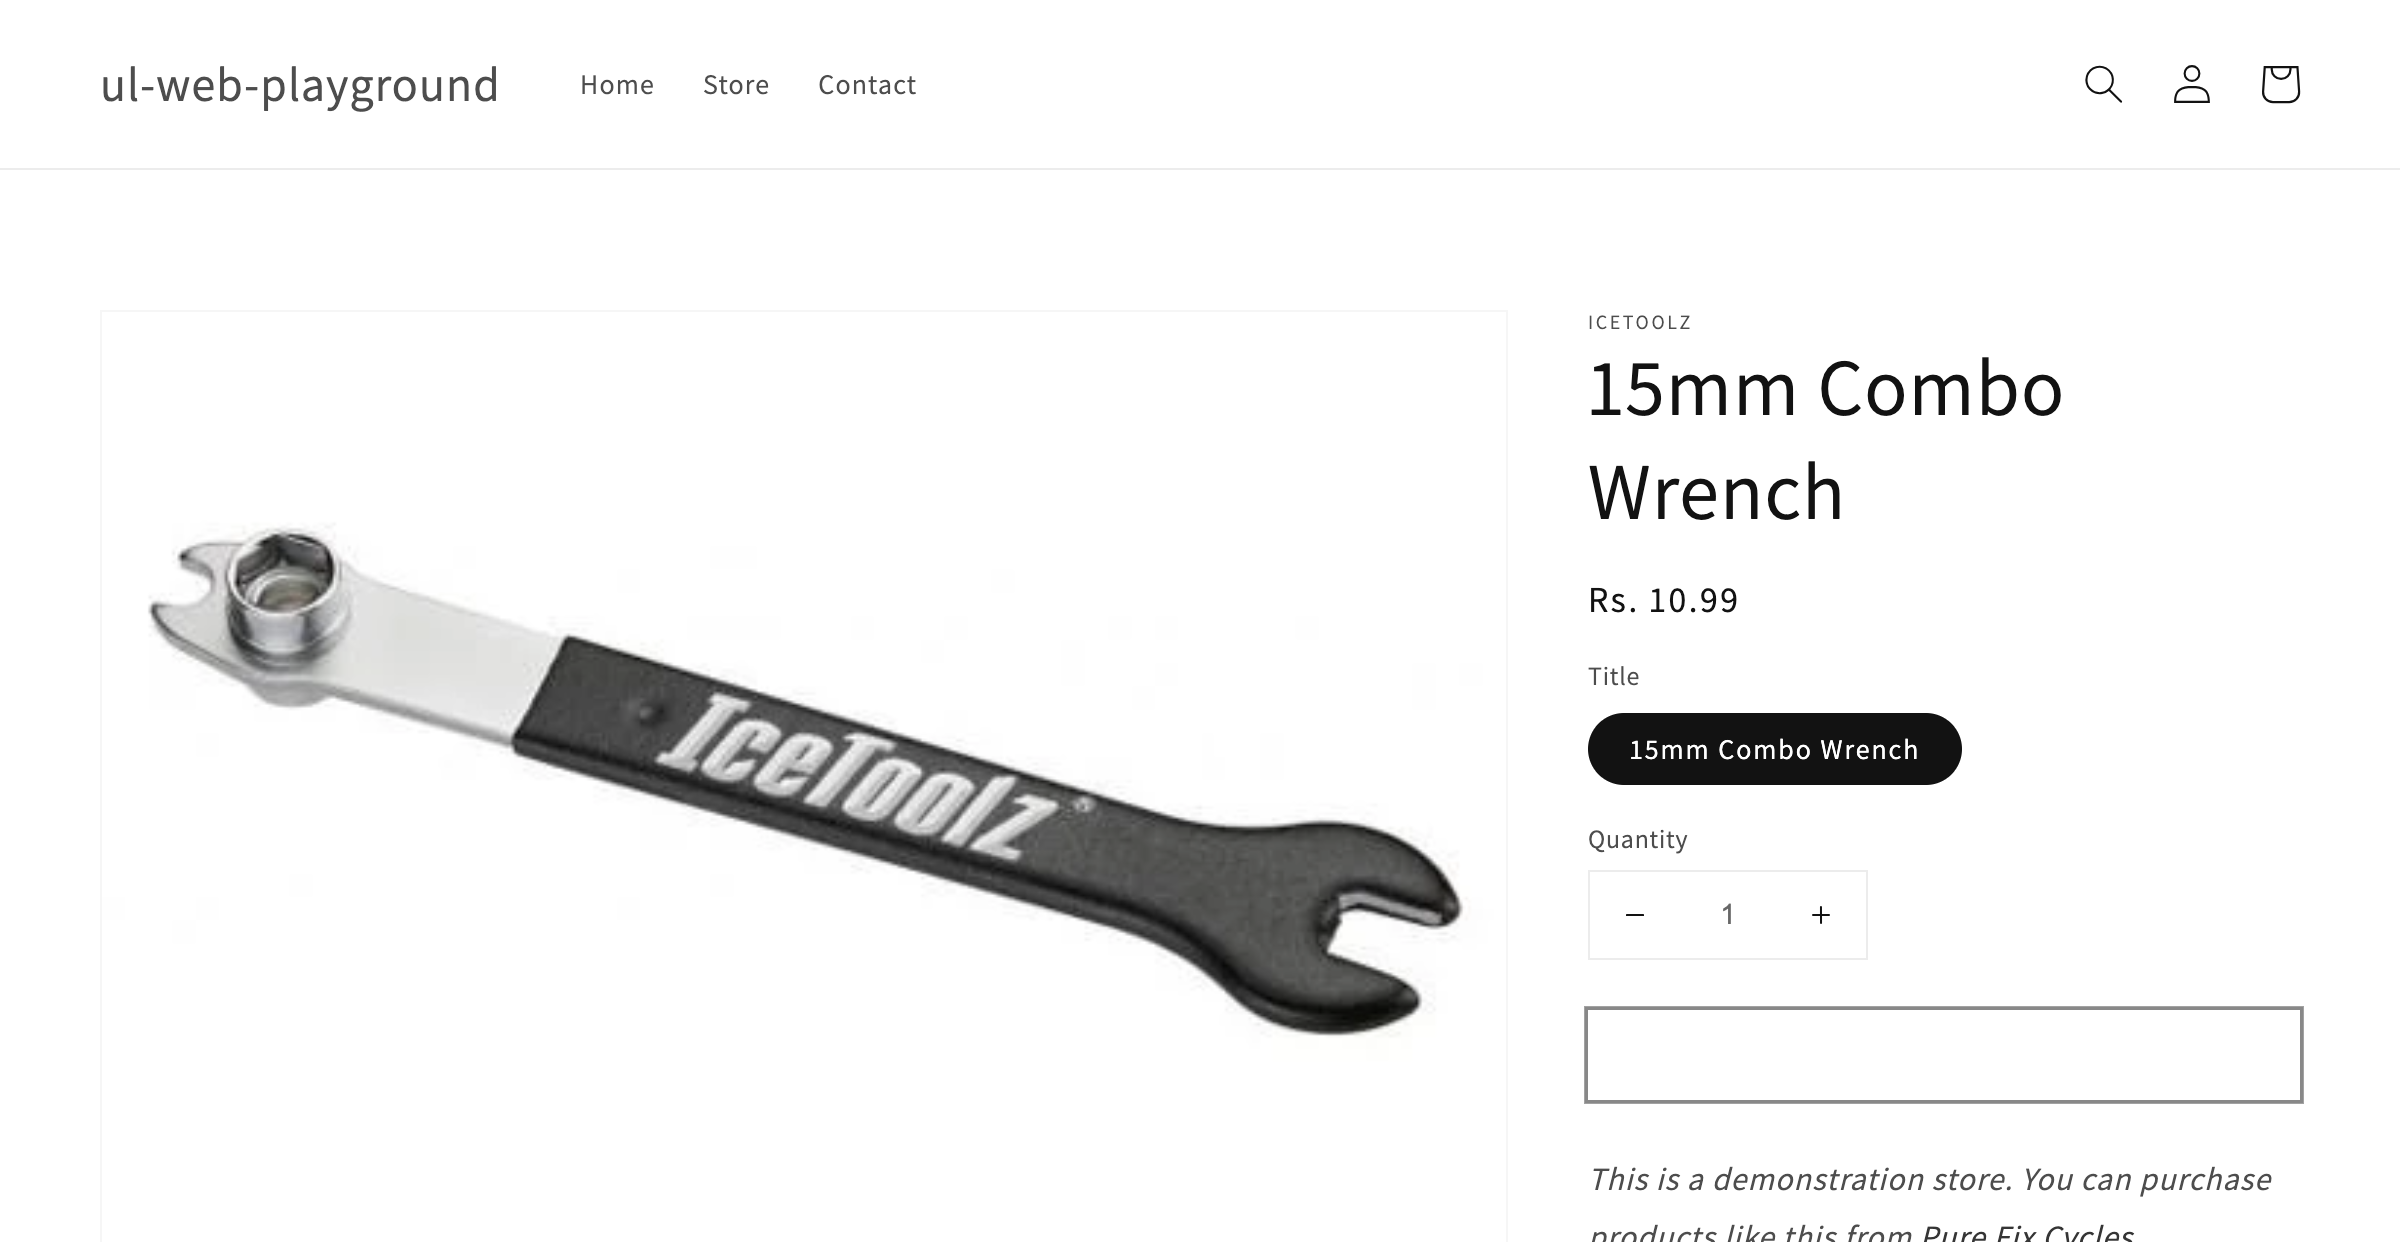 ul-web-playground
Home
Store
Contact
ICETOOLZ
15mm Combo
Wrench
Rs. 10.99
Title
15mm Combo Wrench
Quantity
− 1 +
IceToolz®
This is a demonstration store. You can purchase
products like this from Pure Fix Cycles